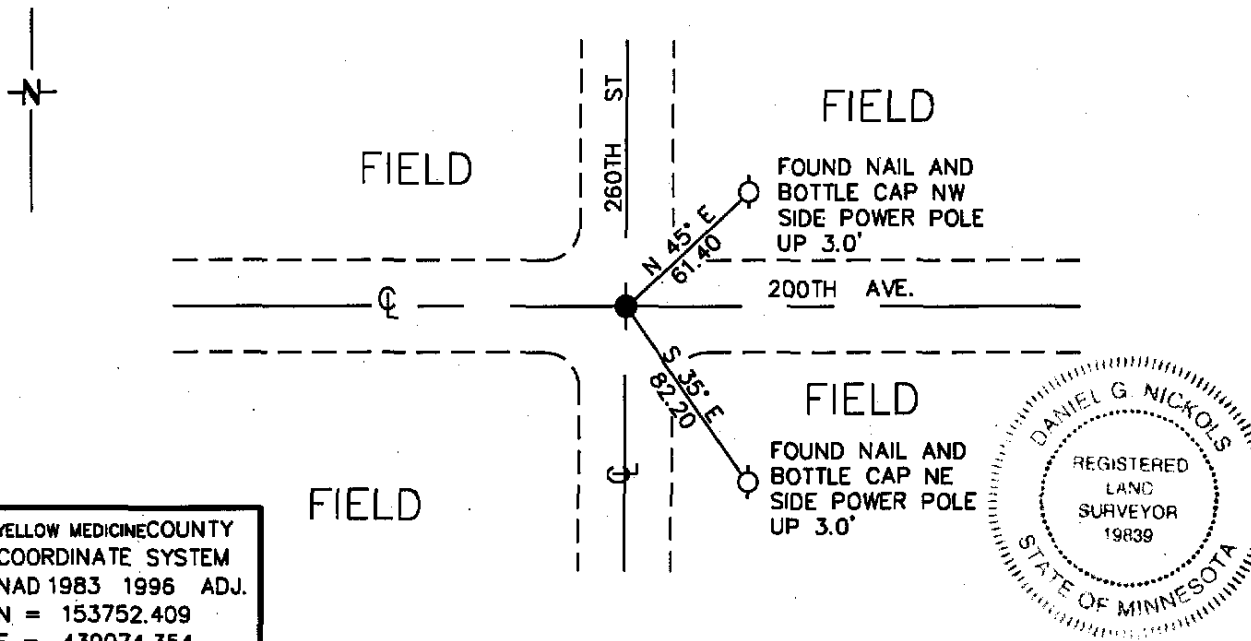 N
260TH ST
FIELD
FIELD
FOUND NAIL AND
BOTTLE CAP NW
SIDE POWER POLE
UP 3.0'
N 45° E
61.40
℄
200TH AVE.
S 35° E
82.20
FIELD
FOUND NAIL AND
BOTTLE CAP NE
SIDE POWER POLE
UP 3.0'
℄
FIELD
DANIEL G. NICKOLS
REGISTERED
LAND
SURVEYOR
19839
STATE OF MINNESOTA
YELLOW MEDICINE COUNTY
COORDINATE SYSTEM
NAD 1983 1996 ADJ.
N = 153752.409